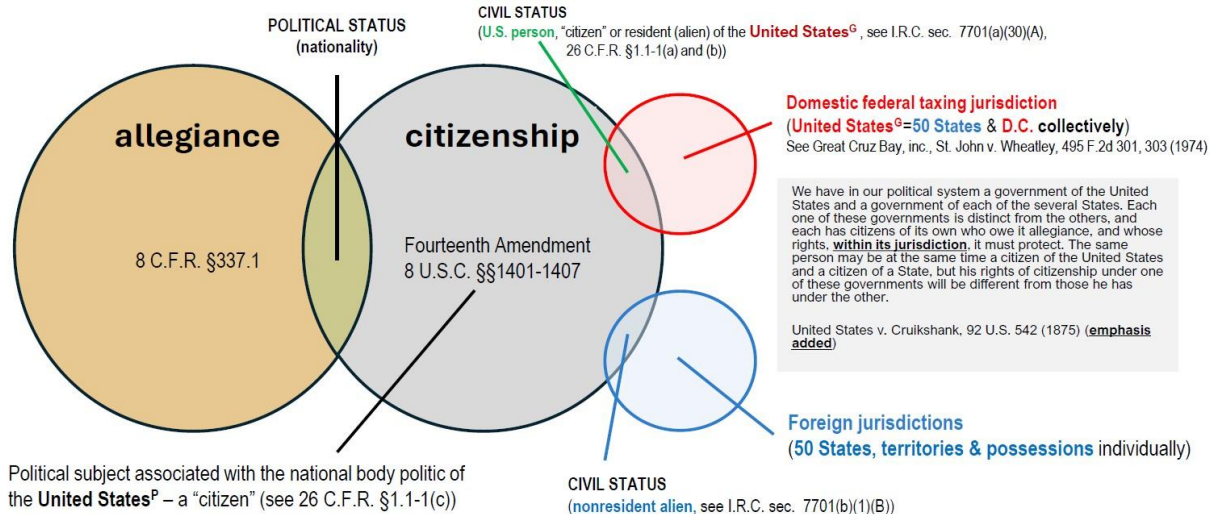 POLITICAL STATUS
(nationality)
CIVIL STATUS
(U.S. person, “citizen” or resident (alien) of the United Statesᴳ , see I.R.C. sec. 7701(a)(30)(A),
26 C.F.R. §1.1-1(a) and (b))
allegiance
citizenship
8 C.F.R. §337.1
Fourteenth Amendment
8 U.S.C. §§1401-1407
Domestic federal taxing jurisdiction
(United Statesᴳ=50 States & D.C. collectively)
See Great Cruz Bay, inc., St. John v. Wheatley, 495 F.2d 301, 303 (1974)
We have in our political system a government of the United
States and a government of each of the several States. Each
one of these governments is distinct from the others, and
each has citizens of its own who owe it allegiance, and whose
rights, within its jurisdiction, it must protect. The same
person may be at the same time a citizen of the United States
and a citizen of a State, but his rights of citizenship under one
of these governments will be different from those he has
under the other.
United States v. Cruikshank, 92 U.S. 542 (1875) (emphasis
added)
Foreign jurisdictions
(50 States, territories & possessions individually)
Political subject associated with the national body politic of
the United Statesᴾ – a “citizen” (see 26 C.F.R. §1.1-1(c))
CIVIL STATUS
(nonresident alien, see I.R.C. sec. 7701(b)(1)(B))